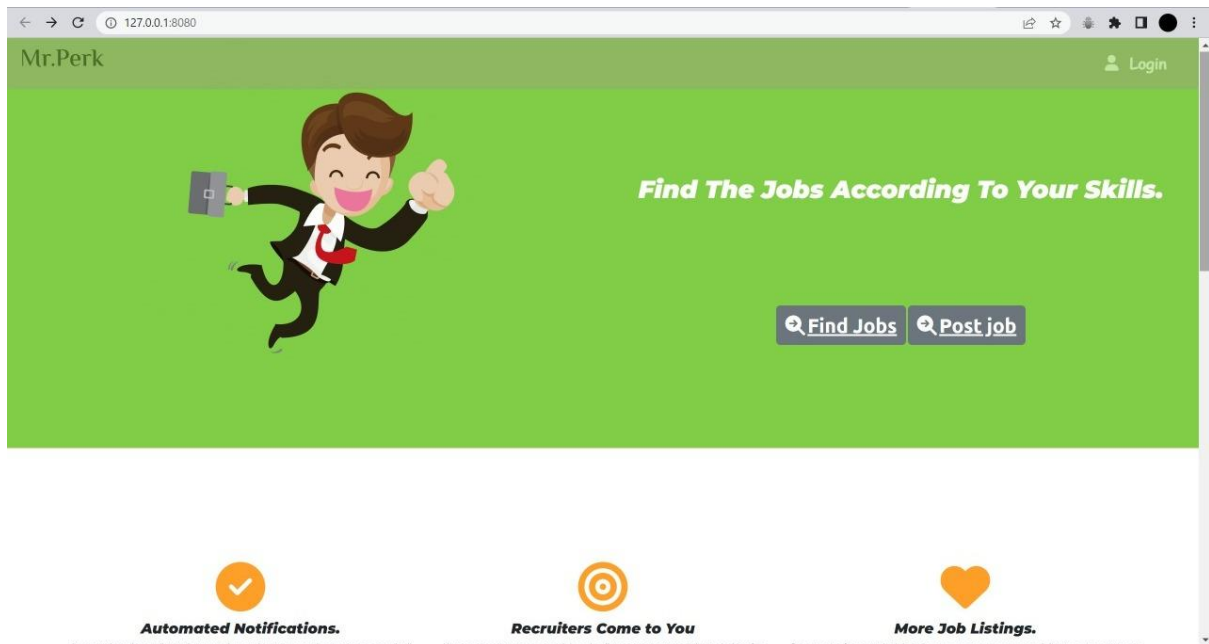 127.0.0.1:8080
Mr.Perk
Login
Find The Jobs According To Your Skills.
Find Jobs Post job
Automated Notifications. Recruiters Come to You More Job Listings.